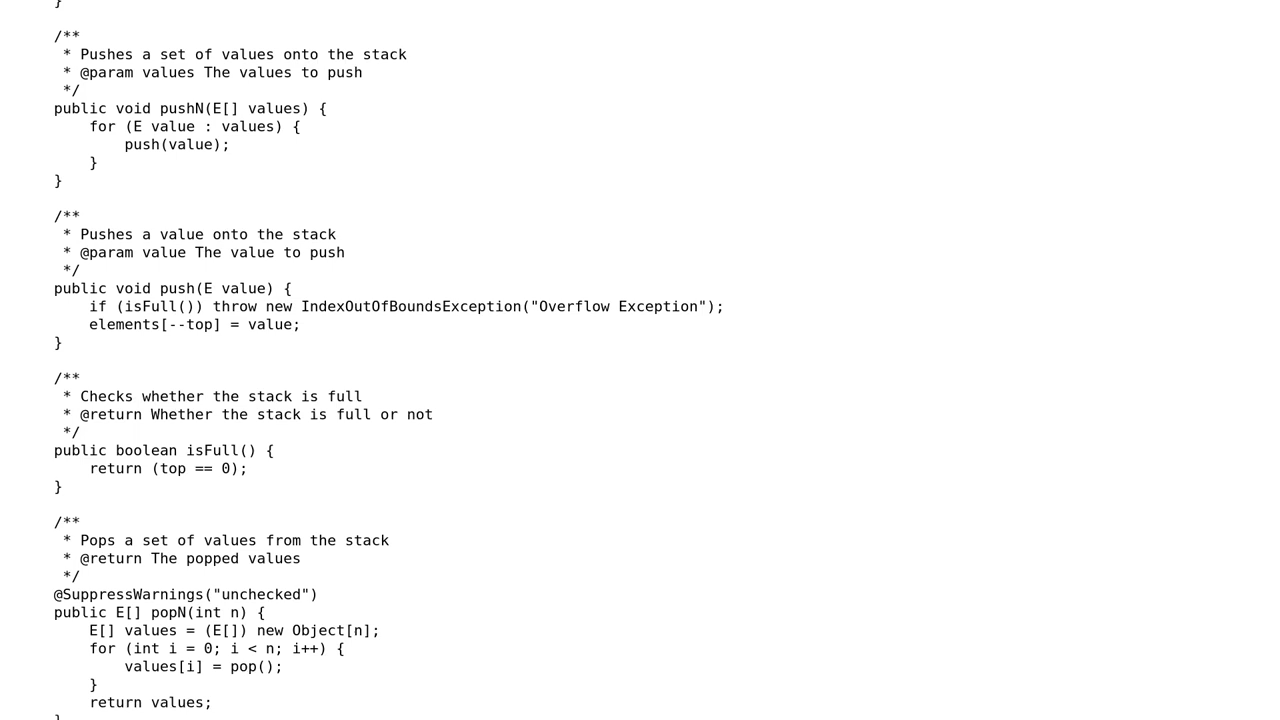 }

/**
 * Pushes a set of values onto the stack
 * @param values The values to push
 */
public void pushN(E[] values) {
    for (E value : values) {
        push(value);
    }
}

/**
 * Pushes a value onto the stack
 * @param value The value to push
 */
public void push(E value) {
    if (isFull()) throw new IndexOutOfBoundsException("Overflow Exception");
    elements[--top] = value;
}

/**
 * Checks whether the stack is full
 * @return Whether the stack is full or not
 */
public boolean isFull() {
    return (top == 0);
}

/**
 * Pops a set of values from the stack
 * @return The popped values
 */
@SuppressWarnings("unchecked")
public E[] popN(int n) {
    E[] values = (E[]) new Object[n];
    for (int i = 0; i < n; i++) {
        values[i] = pop();
    }
    return values;
}